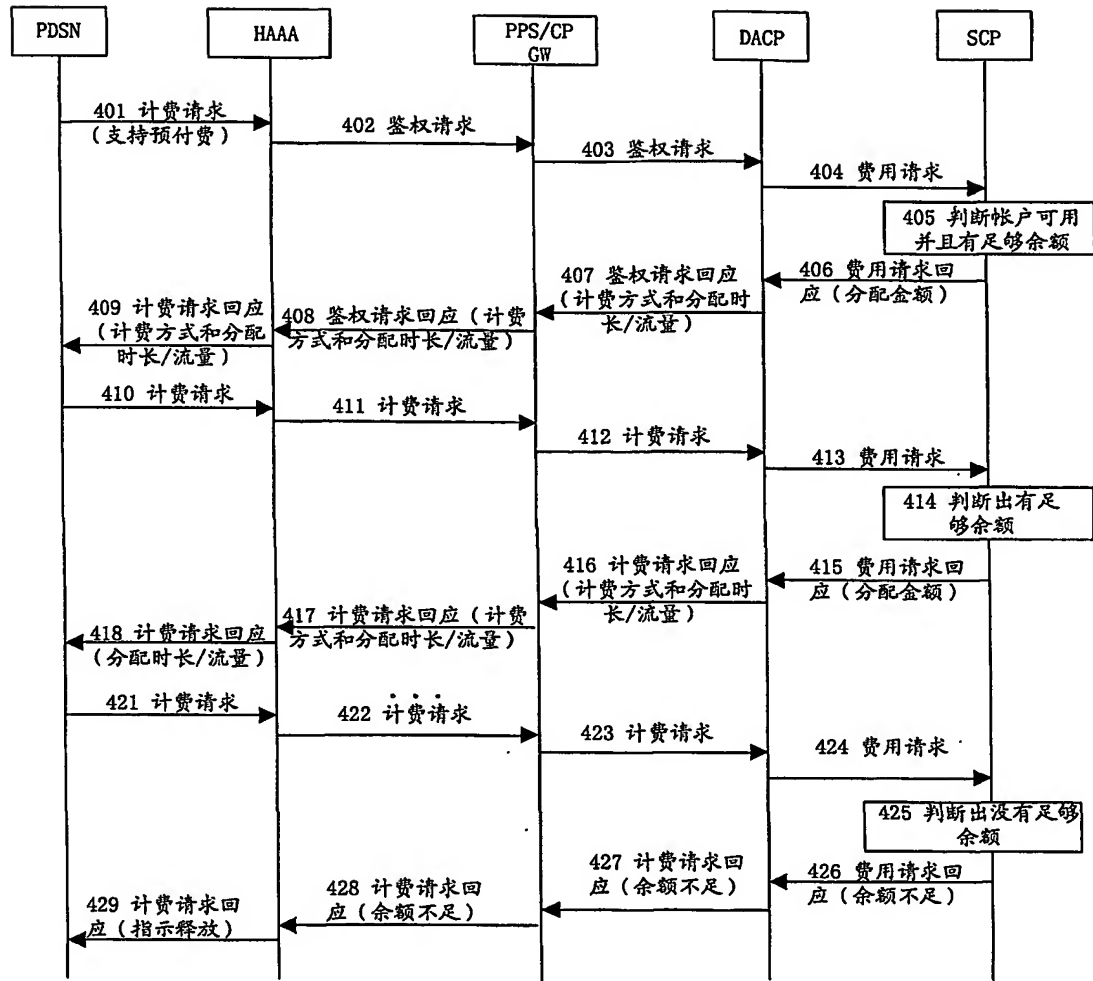 PDSN
HAAA
PPS/CP
GW
DACP
SCP
401 计费请求
（支持预付费）
402 鉴权请求
403 鉴权请求
404 费用请求
405 判断帐户可用
并且有足够余额
406 费用请求回
应（分配金额）
407 鉴权请求回应
（计费方式和分配时
长/流量）
408 鉴权请求回应（计费
方式和分配时长/流量）
409 计费请求回应
（计费方式和分配
时长/流量）
410 计费请求
411 计费请求
412 计费请求
413 费用请求
414 判断出有足
够余额
415 费用请求回
应（分配金额）
416 计费请求回应
（计费方式和分配时
长/流量）
417 计费请求回应（计费
方式和分配时长/流量）
418 计费请求回应
（分配时长/流量）
...
421 计费请求
422 计费请求
423 计费请求
424 费用请求
425 判断出没有足够
余额
426 费用请求回
应（余额不足）
427 计费请求回
应（余额不足）
428 计费请求回
应（余额不足）
429 计费请求回
应（指示释放）